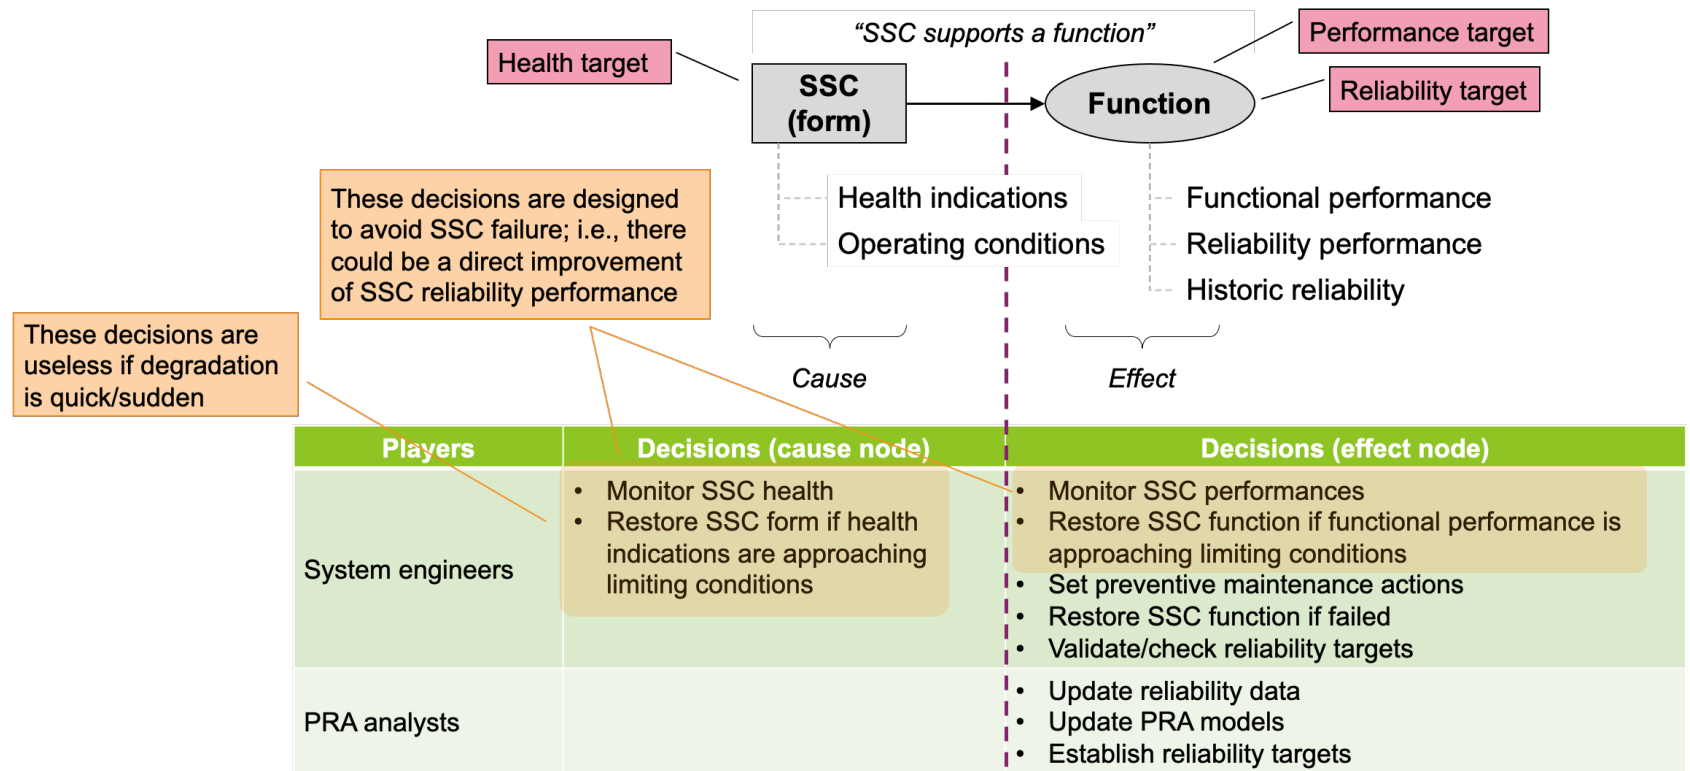 “SSC supports a function”
Health target
Performance target
Reliability target
SSC
(form)
Function
Health indications
Operating conditions
Functional performance
Reliability performance
Historic reliability
Cause
Effect
These decisions are designed
to avoid SSC failure; i.e., there
could be a direct improvement
of SSC reliability performance
These decisions are
useless if degradation
is quick/sudden
Players
Decisions (cause node)
Decisions (effect node)
System engineers
• Monitor SSC health
• Restore SSC form if health
indications are approaching
limiting conditions
• Monitor SSC performances
• Restore SSC function if functional performance is
approaching limiting conditions
• Set preventive maintenance actions
• Restore SSC function if failed
• Validate/check reliability targets
PRA analysts
• Update reliability data
• Update PRA models
• Establish reliability targets